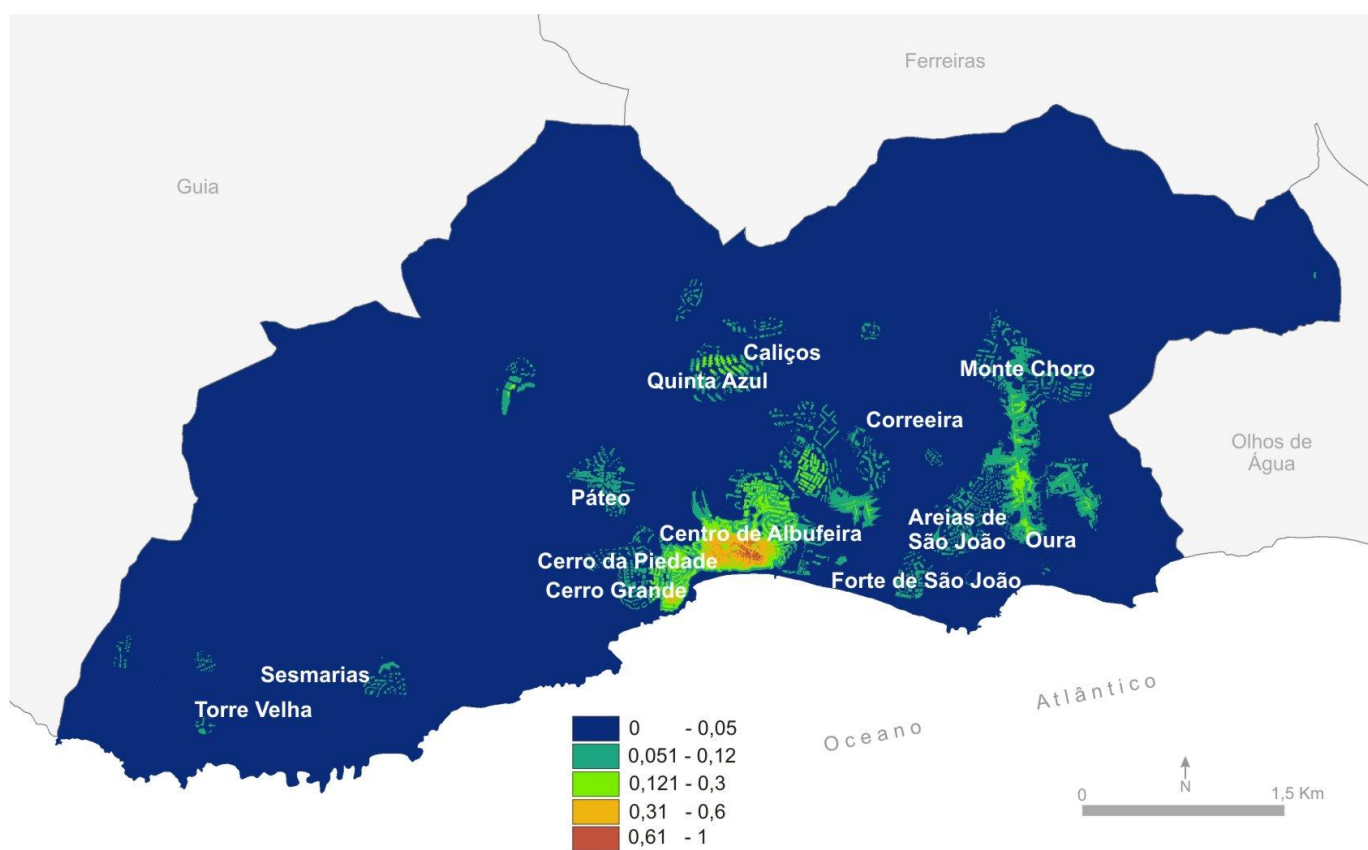 Ferreiras
Guia
Caliços
Quinta Azul
Monte Choro
Correeira
Olhos de
Água
Páteo
Areias de
São João
Oura
Centro de Albufeira
Cerro da Piedade
Cerro Grande
Forte de São João
Sesmarias
Torre Velha
Oceano Atlântico
0 - 0,05
0,051 - 0,12
0,121 - 0,3
0,31 - 0,6
0,61 - 1
N
0 1,5 Km